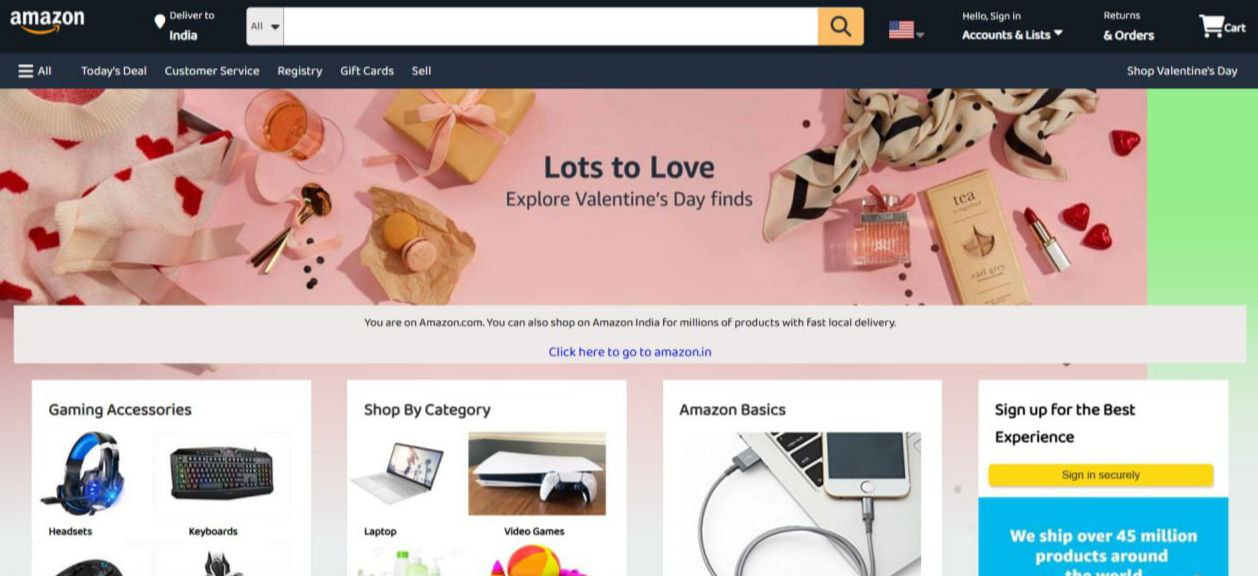 amazon
Deliver to
India
All
Hello, Sign in
Accounts & Lists
Returns
& Orders
Cart
All
Today's Deal
Customer Service
Registry
Gift Cards
Sell
Shop Valentine's Day
Lots to Love
Explore Valentine's Day finds
tea
earl grey
You are on Amazon.com. You can also shop on Amazon India for millions of products with fast local delivery.
Click here to go to amazon.in
Gaming Accessories
Headsets
Keyboards
Shop By Category
Laptop
Video Games
Amazon Basics
Sign up for the Best
Experience
Sign in securely
We ship over 45 million
products around
the world